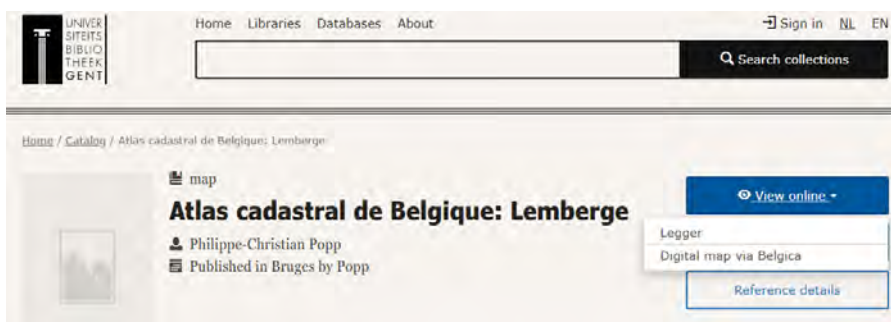 UNIVER
SITEITS
BIBLIO
THEEK
GENT
Home Libraries Databases About
Sign in NL EN
Search collections
Home / Catalog / Atlas cadastral de Belgique: Lemberge
map
Atlas cadastral de Belgique: Lemberge
Philippe-Christian Popp
Published in Bruges by Popp
View online
Legger
Digital map via Belgica
Reference details